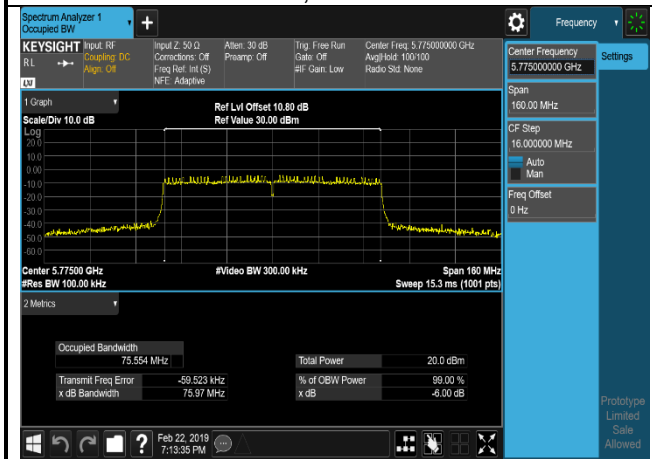 Spectrum Analyzer 1
Occupied BW
Frequency
KEYSIGHT Input: RF Input Z: 50 Ω Atten: 30 dB Trig: Free Run Center Freq: 5.775000000 GHz
RL Coupling: DC Corrections: Off Preamp: Off Gate: Off Avg|Hold: 100/100
Align: Off Freq Ref: Int (S) #IF Gain: Low Radio Std: None
LXI NFE: Adaptive
Center Frequency
5.775000000 GHz
Settings
Span
160.00 MHz
CF Step
16.000000 MHz
Auto
Man
Freq Offset
0 Hz
1 Graph Ref Lvl Offset 10.80 dB
Scale/Div 10.0 dB Ref Value 30.00 dBm
Log
20.0
10.0
0.00
-10.0
-20.0
-30.0
-40.0
-50.0
-60.0
Center 5.77500 GHz #Video BW 300.00 kHz Span 160 MHz
#Res BW 100.00 kHz Sweep 15.3 ms (1001 pts)
2 Metrics
Occupied Bandwidth
75.554 MHz Total Power 20.0 dBm
Transmit Freq Error -59.523 kHz % of OBW Power 99.00 %
x dB Bandwidth 75.97 MHz x dB -6.00 dB
Prototype
Limited
Sale
Allowed
Feb 22, 2019
7:13:35 PM